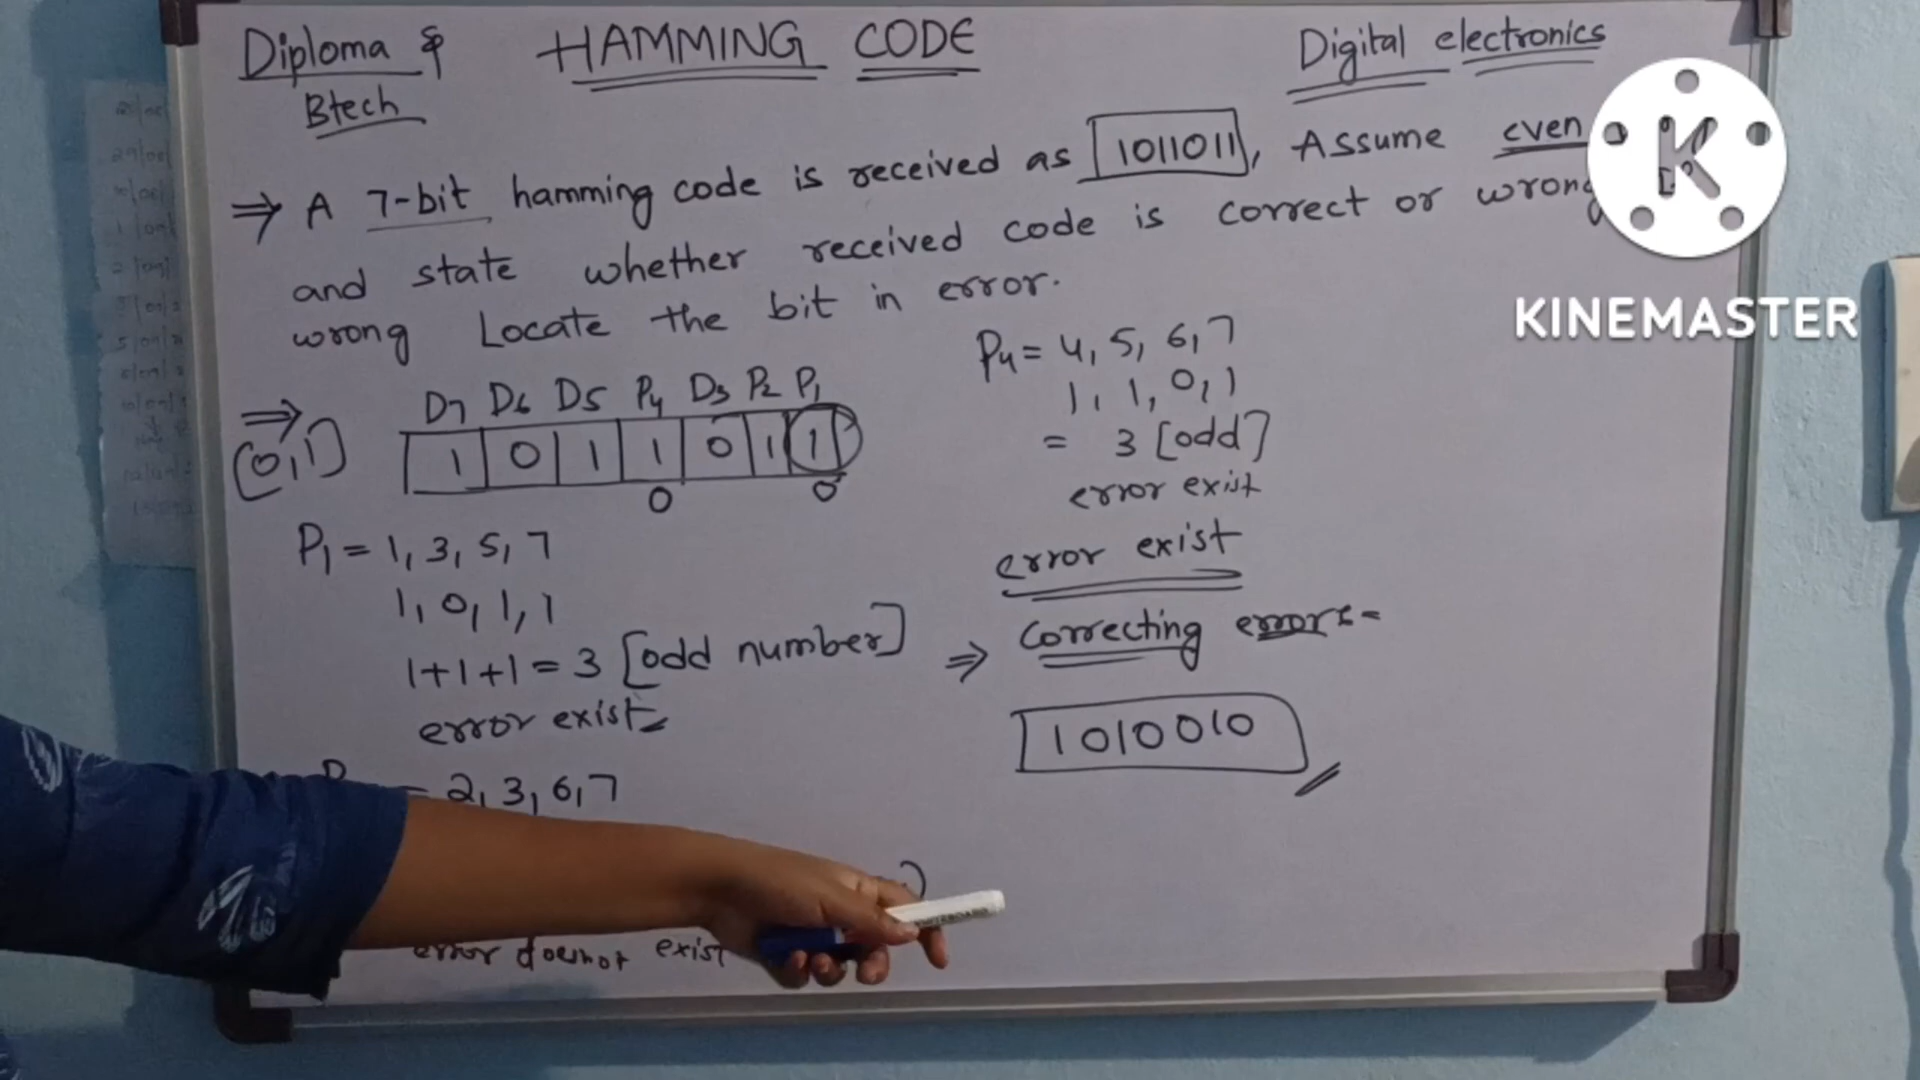 Diploma &
Btech
HAMMING CODE
Digital electronics
⇒ A 7-bit hamming code is received as 1011011, Assume even
and state whether received code is correct or wrong
wrong Locate the bit in error.
⇒ D7 D6 D5 P4 D3 P2 P1
[0,1] 1 0 1 1 0 1 1
0 0
P1 = 1, 3, 5, 7
1, 0, 1, 1
1+1+1 = 3 [odd number]
error exist
= 2, 3, 6, 7
error doesnot exist
P4 = 4, 5, 6, 7
1, 1, 0, 1
= 3 [odd]
error exist
error exist
⇒ Correcting errors-
1010010
WHITEBOARD
KINEMASTER